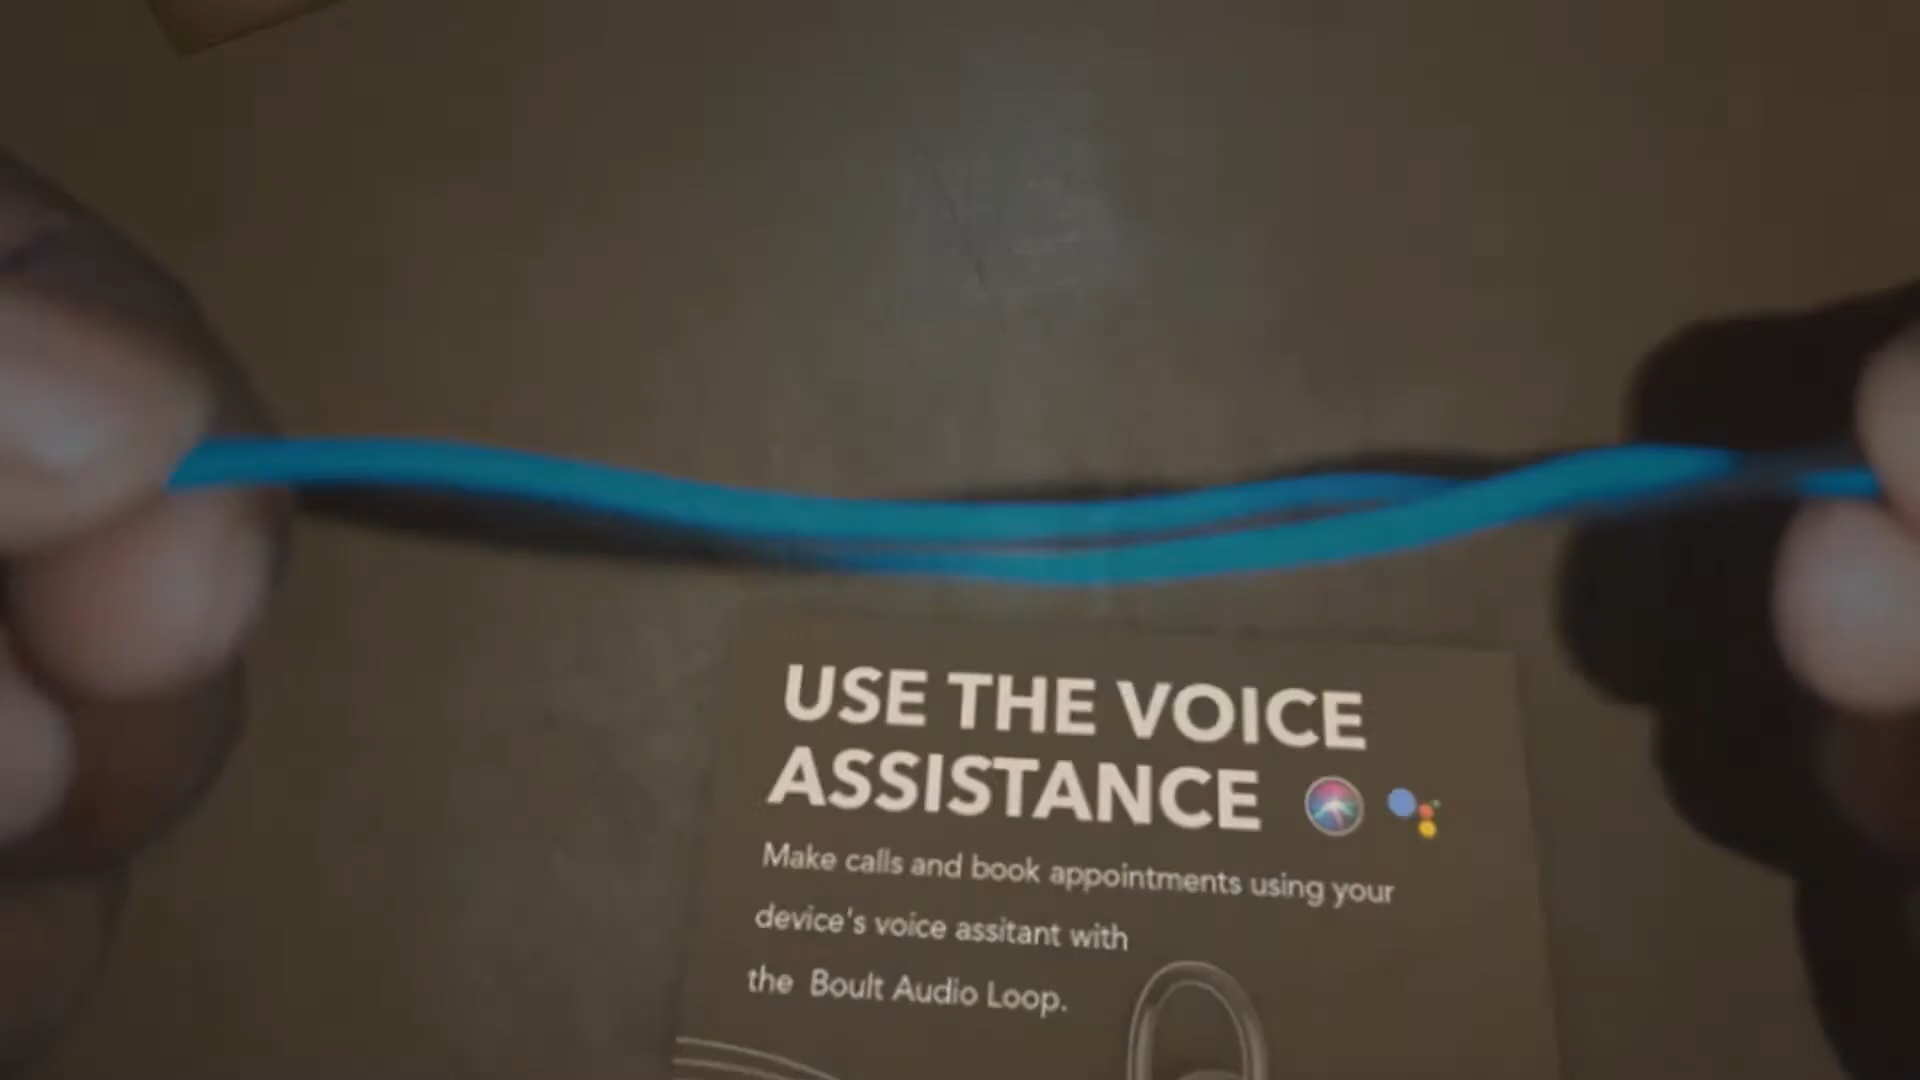 USE THE VOICE
ASSISTANCE
Make calls and book appointments using your
device's voice assitant with
the Boult Audio Loop.